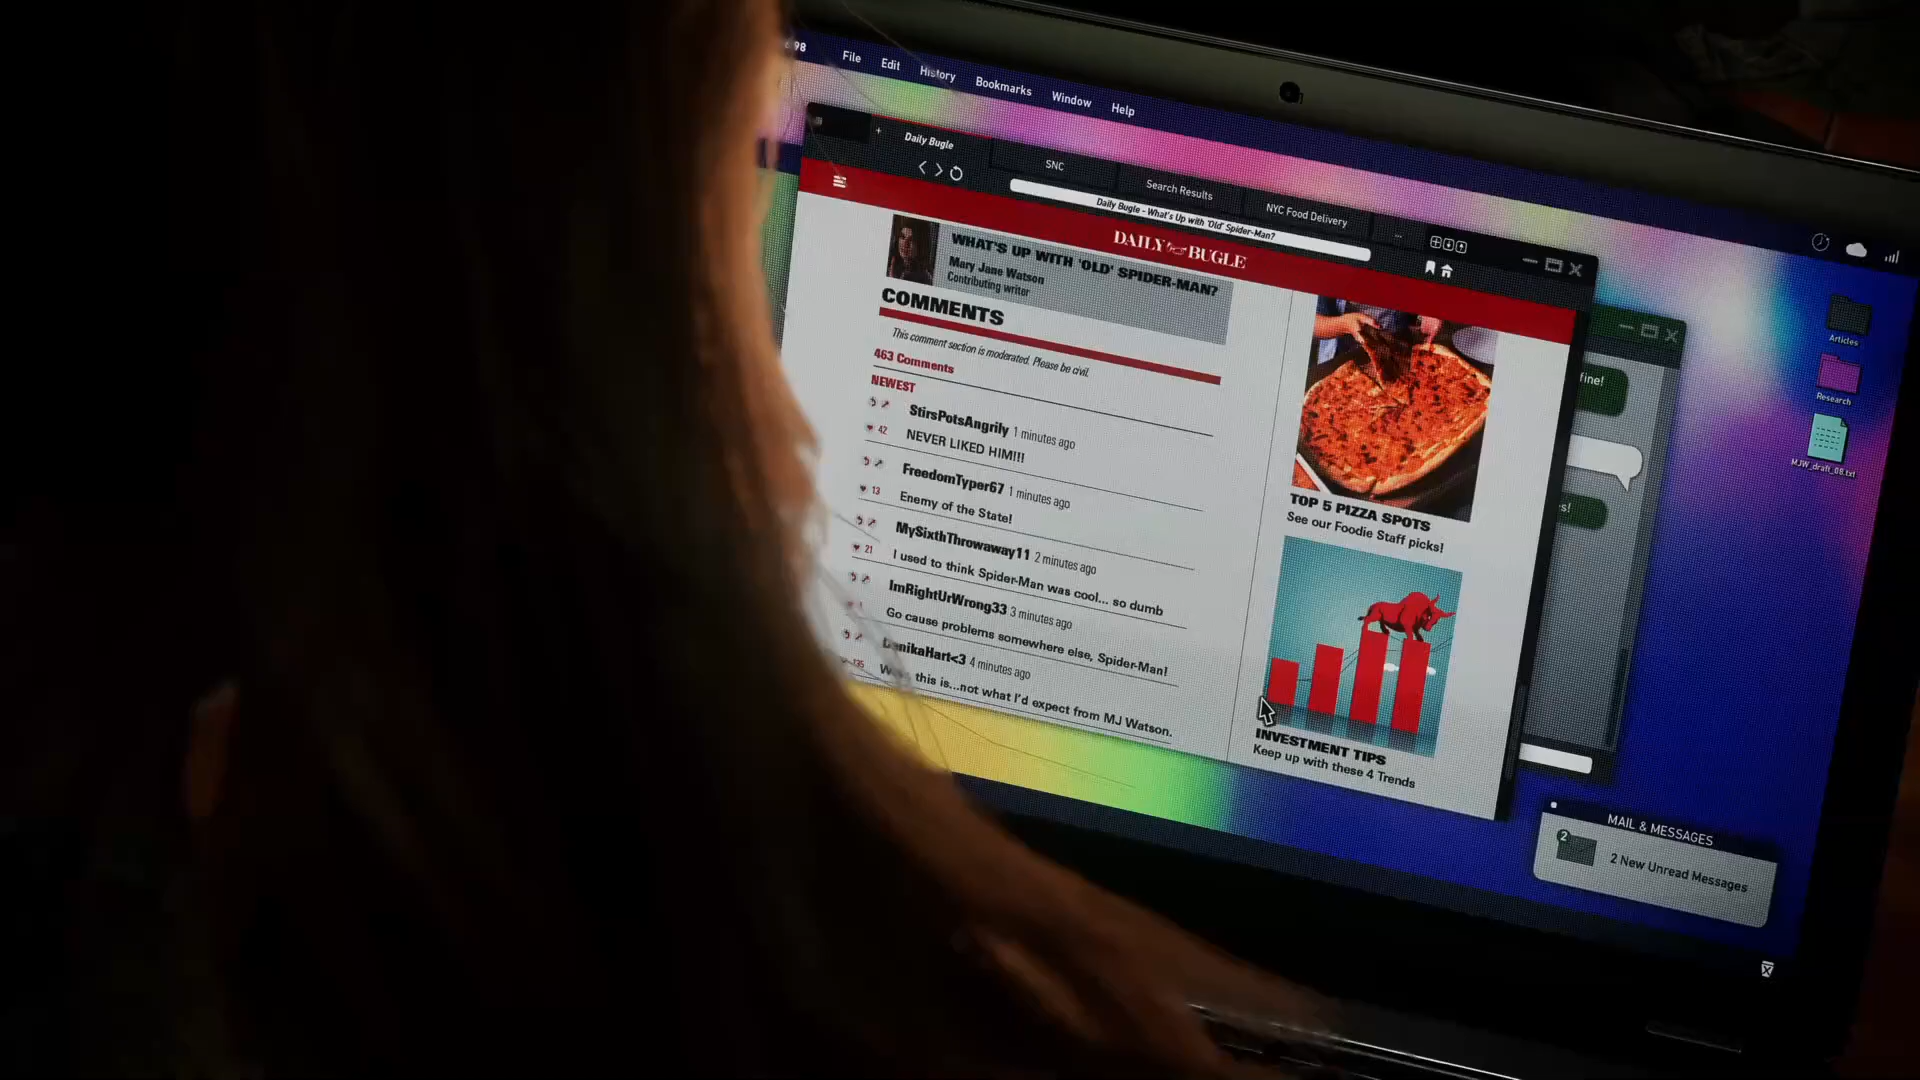 98 File Edit History Bookmarks Window Help
Daily Bugle
SNC
Search Results
NYC Food Delivery
...
Daily Bugle - What's Up with 'Old' Spider-Man?
DAILY BUGLE
WHAT'S UP WITH 'OLD' SPIDER-MAN?
Mary Jane Watson
Contributing writer
COMMENTS
This comment section is moderated. Please be civil.
463 Comments
NEWEST
StirsPotsAngrily 1 minutes ago
42 NEVER LIKED HIM!!!
FreedomTyper67 1 minutes ago
13 Enemy of the State!
MySixthThrowaway11 2 minutes ago
21 I used to think Spider-Man was cool... so dumb
ImRightUrWrong33 3 minutes ago
Go cause problems somewhere else, Spider-Man!
DanikaHart<3 4 minutes ago
135 this is...not what I'd expect from MJ Watson.
TOP 5 PIZZA SPOTS
See our Foodie Staff picks!
INVESTMENT TIPS
Keep up with these 4 Trends
fine!
s!
Articles
Research
MJW_draft_08.txt
MAIL & MESSAGES
2
2 New Unread Messages